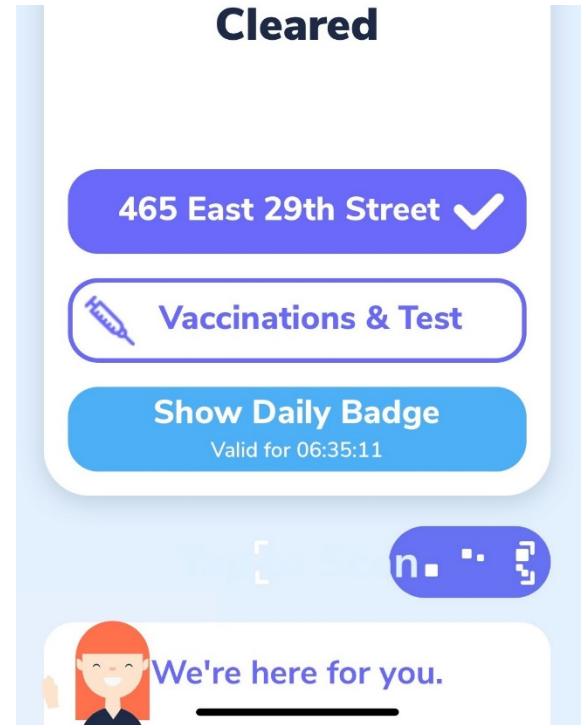 Cleared
465 East 29th Street
Vaccinations & Test
Show Daily Badge
Valid for 06:35:11
We're here for you.